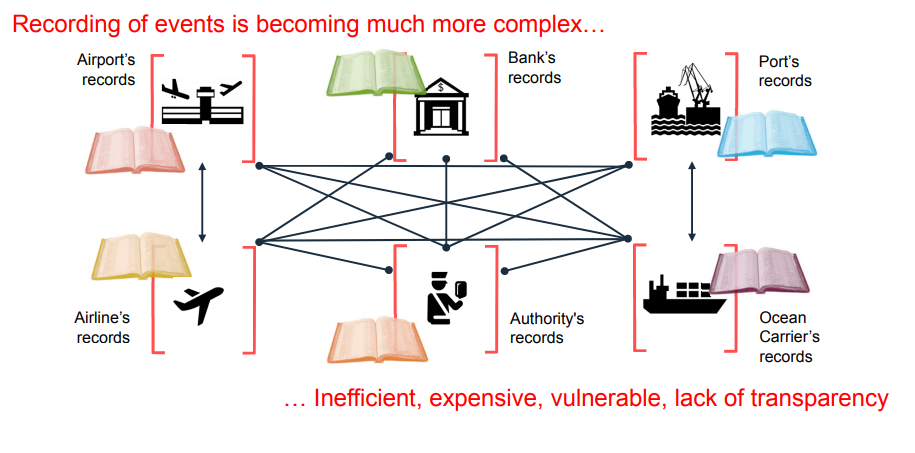 Recording of events is becoming much more complex…
Airport’s
records
Bank’s
records
Port’s
records
$
Airline’s
records
Authority's
records
Ocean
Carrier’s
records
… Inefficient, expensive, vulnerable, lack of transparency